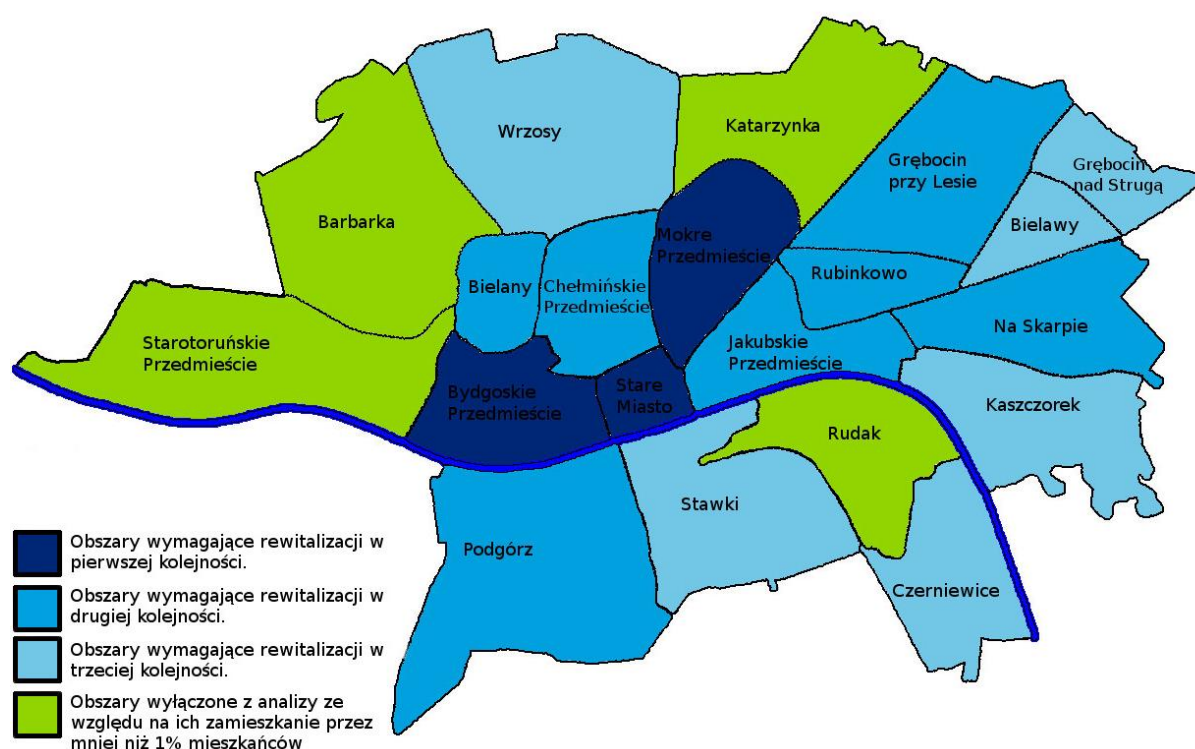 Wrzosy
Katarzynka
Grębocin
przy Lesie
Grębocin
nad Strugą
Barbarka
Bielawy
Mokre
Przedmieście
Rubinkowo
Bielany
Chełmińskie
Przedmieście
Na Skarpie
Starotoruńskie
Przedmieście
Jakubskie
Przedmieście
Bydgoskie
Przedmieście
Stare
Miasto
Kaszczorek
Rudak
Stawki
Podgórz
Czerniewice
Obszary wymagające rewitalizacji w
pierwszej kolejności.
Obszary wymagające rewitalizacji w
drugiej kolejności.
Obszary wymagające rewitalizacji w
trzeciej kolejności.
Obszary wyłączone z analizy ze
względu na ich zamieszkanie przez
mniej niż 1% mieszkańców